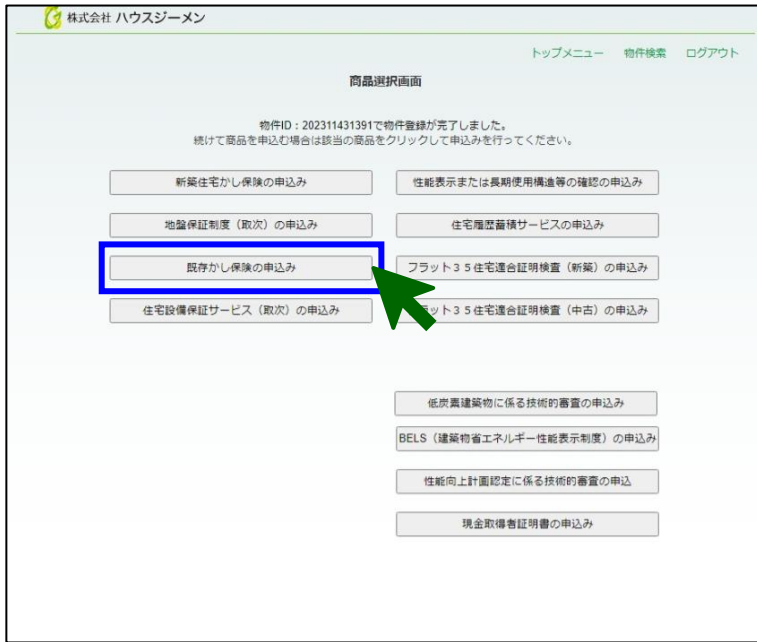 株式会社 ハウスジーメン
トップメニュー 物件検索 ログアウト
商品選択画面
物件ID：202311431391で物件登録が完了しました。
続けて商品を申込む場合は該当の商品をクリックして申込みを行ってください。
新築住宅かし保険の申込み 性能表示または長期使用構造等の確認の申込み
地盤保証制度（取次）の申込み 住宅履歴蓄積サービスの申込み
既存かし保険の申込み フラット３５住宅適合証明検査（新築）の申込み
住宅設備保証サービス（取次）の申込み ラット３５住宅適合証明検査（中古）の申込み
低炭素建築物に係る技術的審査の申込み
BELS（建築物省エネルギー性能表示制度）の申込み
性能向上計画認定に係る技術的審査の申込
現金取得者証明書の申込み